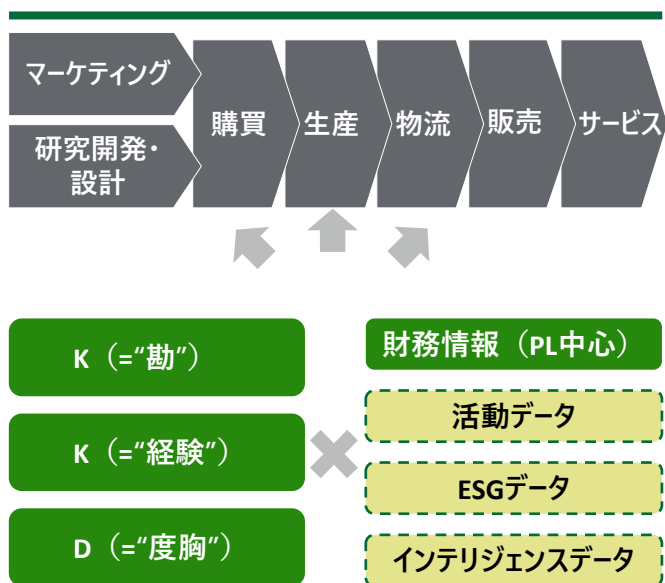 マーケティング
研究開発・
設計
購買
生産
物流
販売
サービス
K（=“勘”）
K（=“経験”）
D（=“度胸”）
財務情報（PL中心）
活動データ
ESGデータ
インテリジェンスデータ